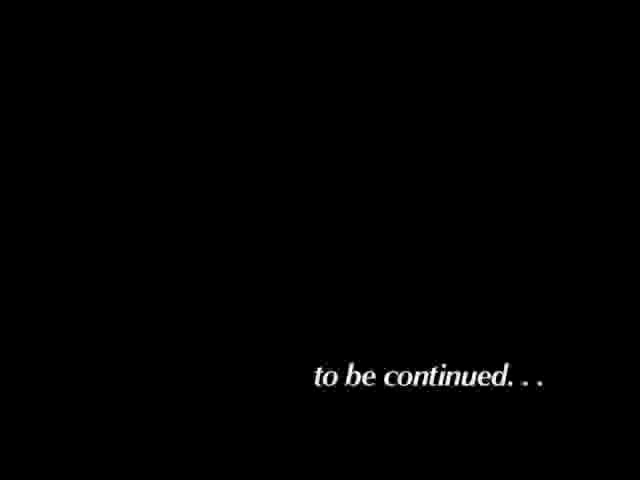 to be continued. . .